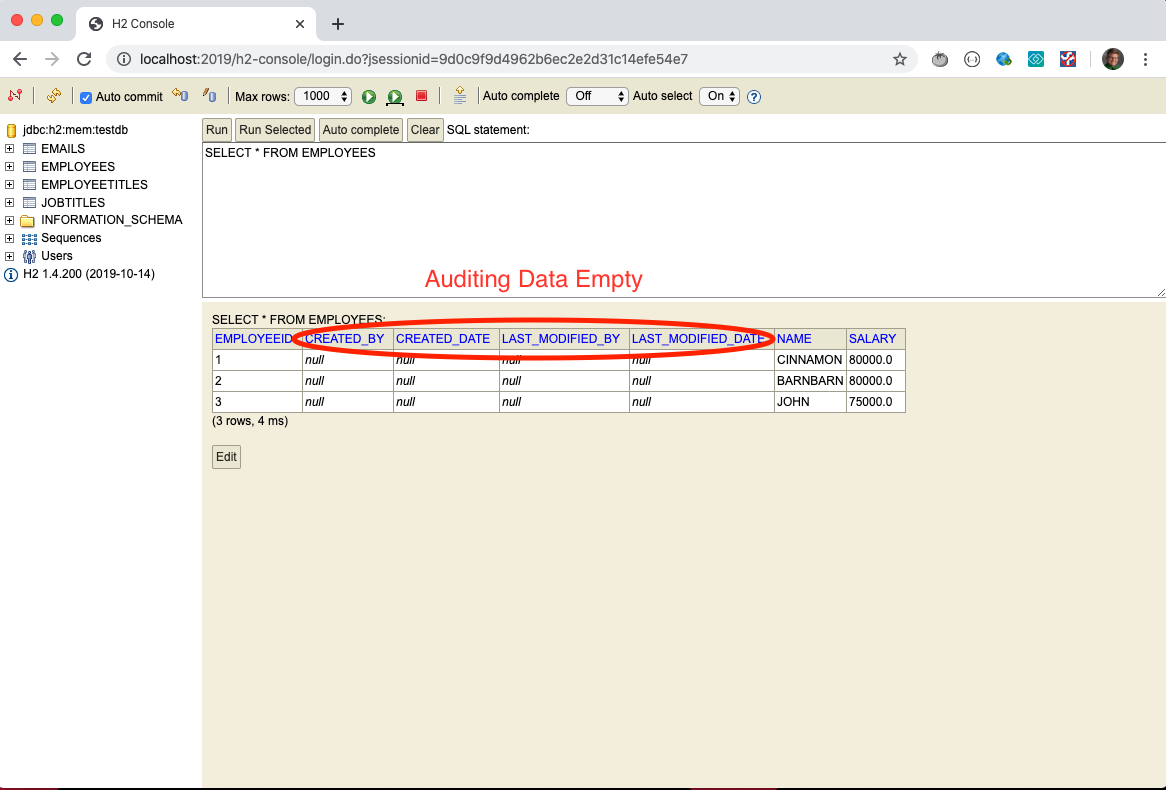 H2 Console
localhost:2019/h2-console/login.do?jsessionid=9d0c9f9d4962b6ec2e2d31c14efe54e7
Auto commit Max rows: 1000 Auto complete Off Auto select On ?
jdbc:h2:mem:testdb
EMAILS
EMPLOYEES
EMPLOYEETITLES
JOBTITLES
INFORMATION_SCHEMA
Sequences
Users
H2 1.4.200 (2019-10-14)
Run Run Selected Auto complete Clear SQL statement:
SELECT * FROM EMPLOYEES
Auditing Data Empty
SELECT * FROM EMPLOYEES:
EMPLOYEEID CREATED_BY CREATED_DATE LAST_MODIFIED_BY LAST_MODIFIED_DATE NAME SALARY
1 null null null null CINNAMON 80000.0
2 null null null null BARNBARN 80000.0
3 null null null null JOHN 75000.0
(3 rows, 4 ms)
Edit